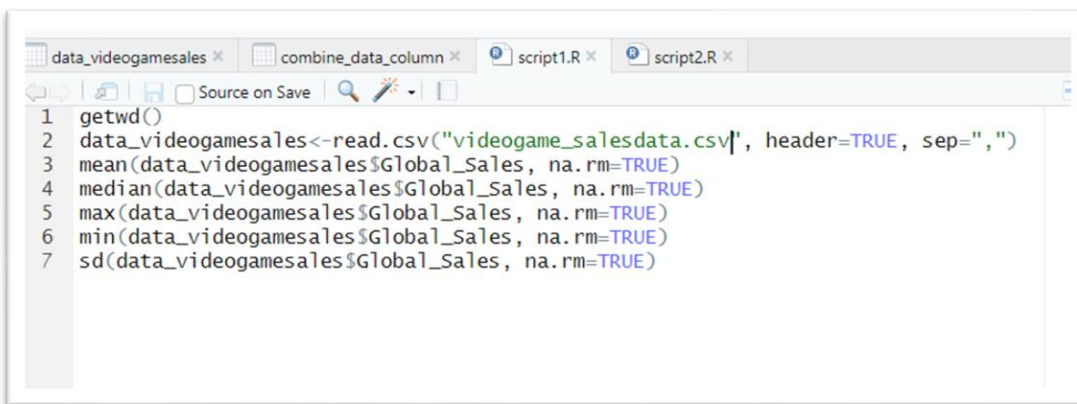 data_videogamesales × combine_data_column × script1.R × script2.R ×
Source on Save
1 getwd()
2 data_videogamesales<-read.csv("videogame_salesdata.csv", header=TRUE, sep=",")
3 mean(data_videogamesales$Global_Sales, na.rm=TRUE)
4 median(data_videogamesales$Global_Sales, na.rm=TRUE)
5 max(data_videogamesales$Global_Sales, na.rm=TRUE)
6 min(data_videogamesales$Global_Sales, na.rm=TRUE)
7 sd(data_videogamesales$Global_Sales, na.rm=TRUE)